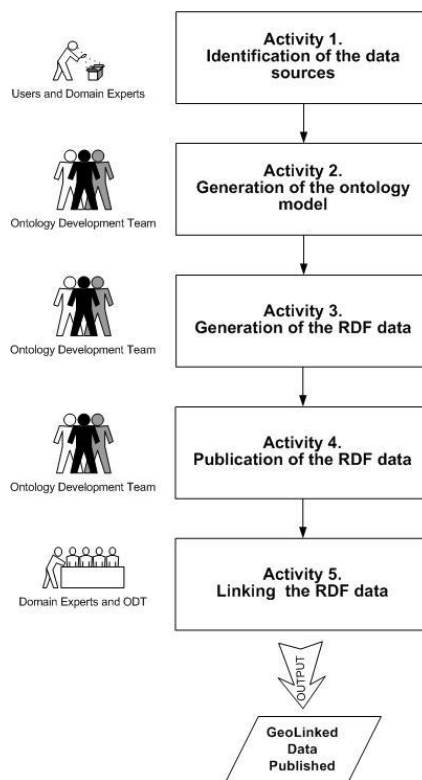 Activity 1.
Identification of the data
sources
Users and Domain Experts
Activity 2.
Generation of the ontology
model
Ontology Development Team
Activity 3.
Generation of the RDF data
Ontology Development Team
Activity 4.
Publication of the RDF data
Ontology Development Team
Activity 5.
Linking the RDF data
Domain Experts and ODT
OUTPUT
GeoLinked
Data
Published